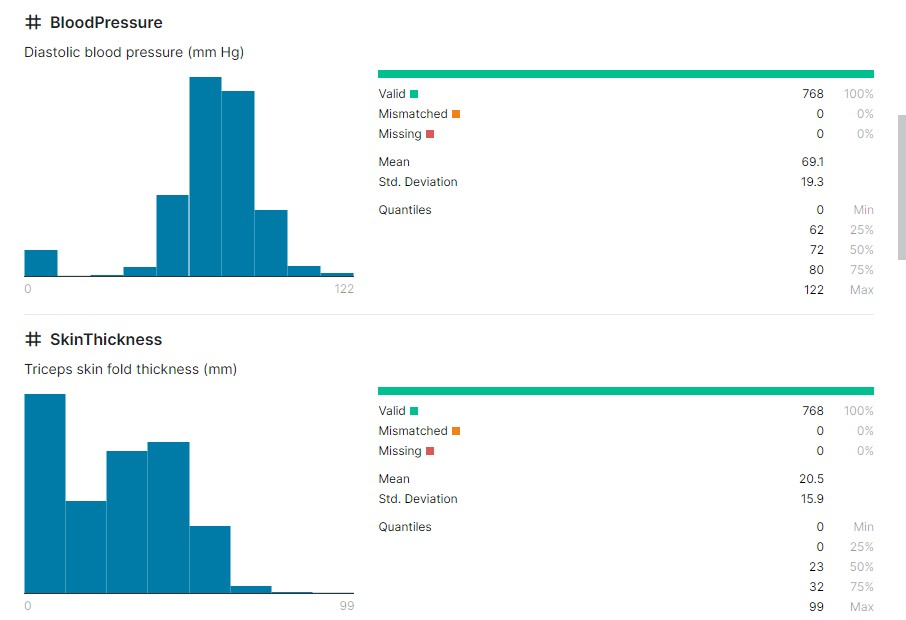 # BloodPressure
Diastolic blood pressure (mm Hg)
0 122
Valid 768 100%
Mismatched 0 0%
Missing 0 0%
Mean 69.1
Std. Deviation 19.3
Quantiles 0 Min
62 25%
72 50%
80 75%
122 Max
# SkinThickness
Triceps skin fold thickness (mm)
0 99
Valid 768 100%
Mismatched 0 0%
Missing 0 0%
Mean 20.5
Std. Deviation 15.9
Quantiles 0 Min
0 25%
23 50%
32 75%
99 Max